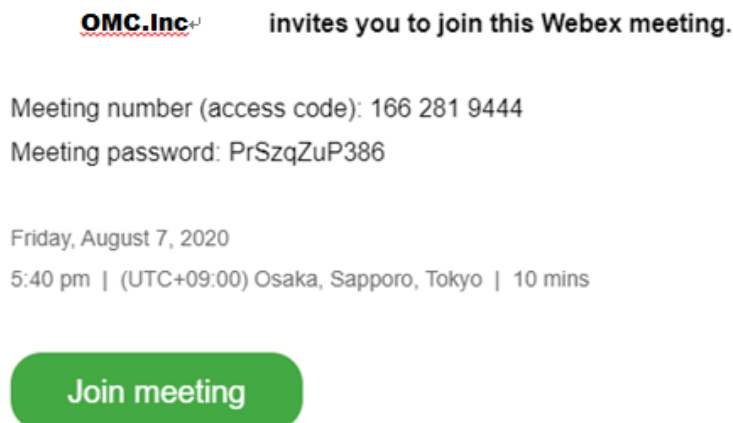 OMC.Inc↵ invites you to join this Webex meeting.
Meeting number (access code): 166 281 9444
Meeting password: PrSzqZuP386
Friday, August 7, 2020
5:40 pm | (UTC+09:00) Osaka, Sapporo, Tokyo | 10 mins
Join meeting